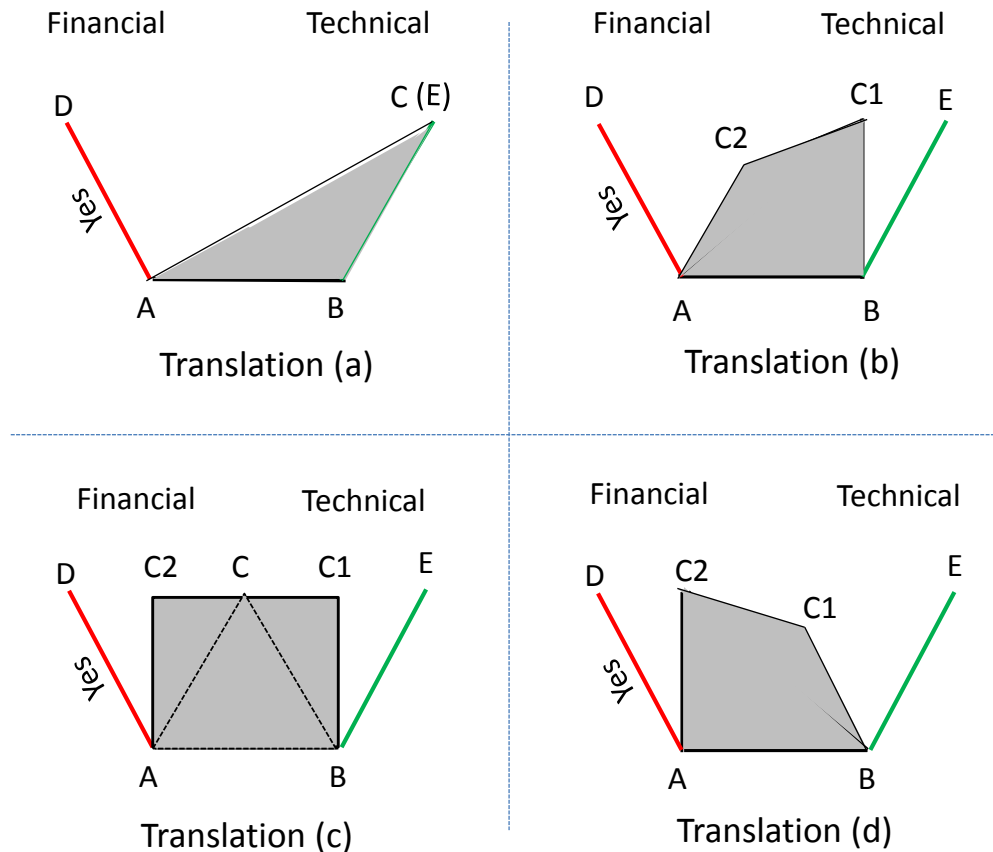 Financial Technical
D C (E)
Yes
A B
Translation (a)
Financial Technical
D C2 C1 E
Yes
A B
Translation (b)
Financial Technical
D C2 C C1 E
Yes
A B
Translation (c)
Financial Technical
D C2 C1 E
Yes
A B
Translation (d)